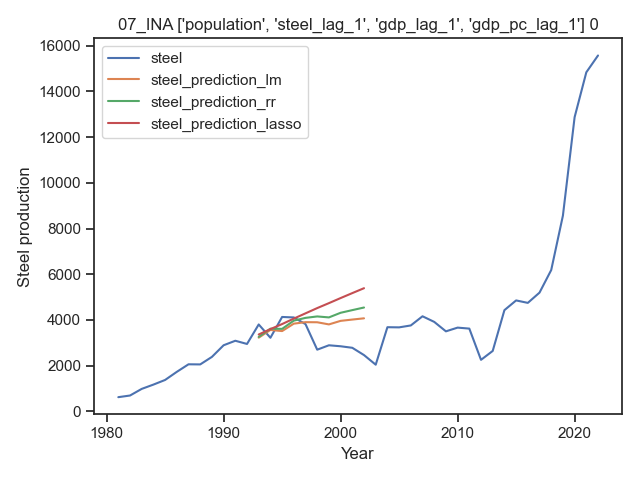 07_INA ['population', 'steel_lag_1', 'gdp_lag_1', 'gdp_pc_lag_1'] 0
steel
steel_prediction_lm
steel_prediction_rr
steel_prediction_lasso
16000
14000
12000
10000
8000
6000
4000
2000
0
Steel production
1980 1990 2000 2010 2020
Year